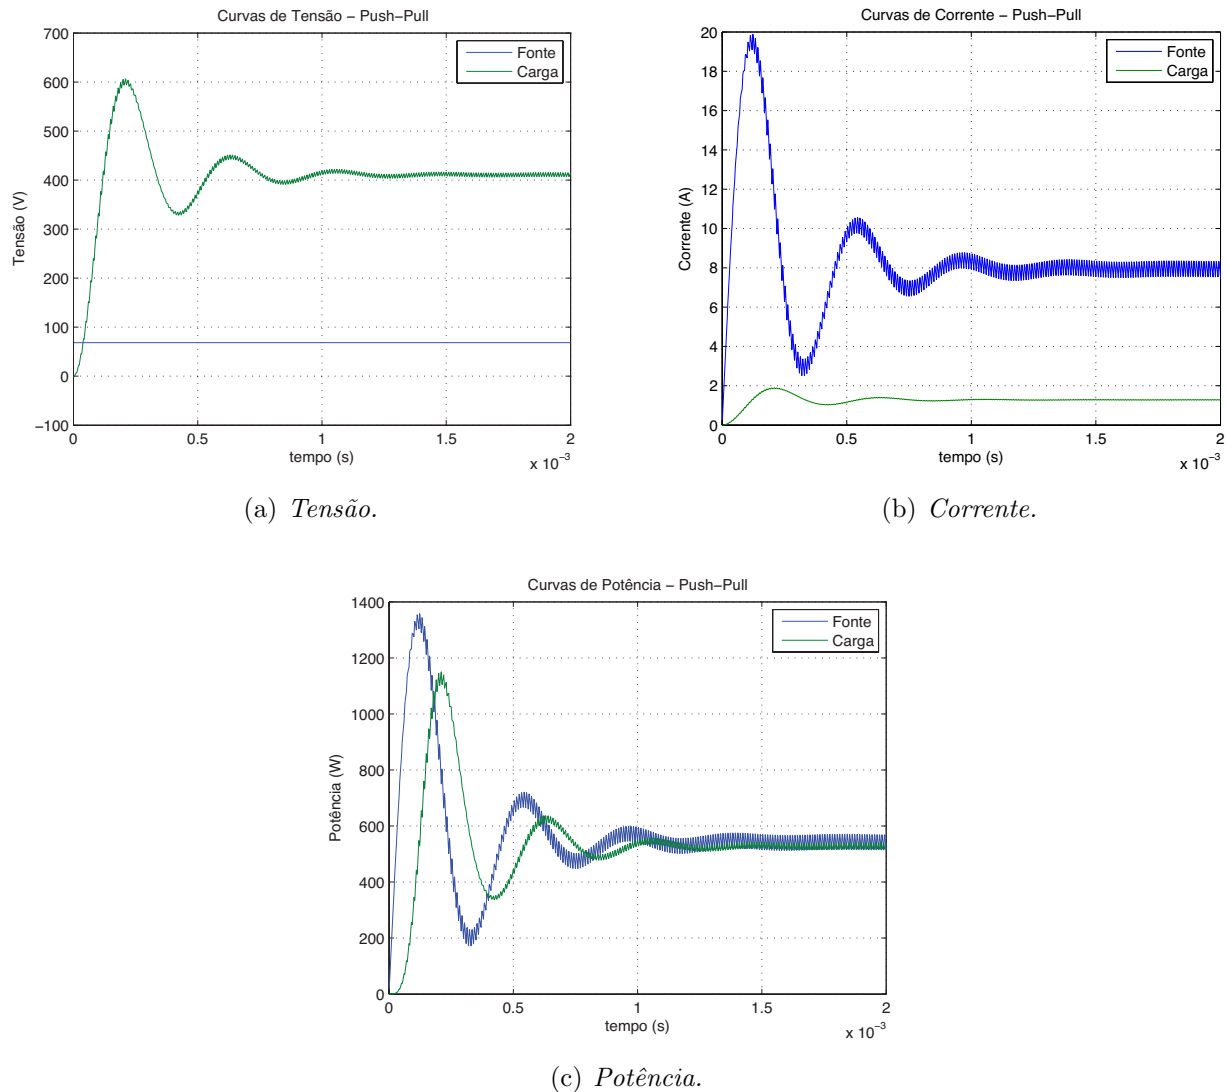 Curvas de Tensão – Push–Pull
700
600
500
400
300
200
100
0
−100
Tensão (V)
Fonte
Carga
0
0.5
1
1.5
2
tempo (s)
x 10⁻³
(a) Tensão.
Curvas de Corrente – Push–Pull
20
18
16
14
12
10
8
6
4
2
0
Corrente (A)
Fonte
Carga
0
0.5
1
1.5
2
tempo (s)
x 10⁻³
(b) Corrente.
Curvas de Potência – Push–Pull
1400
1200
1000
800
600
400
200
0
Potência (W)
Fonte
Carga
0
0.5
1
1.5
2
tempo (s)
x 10⁻³
(c) Potência.